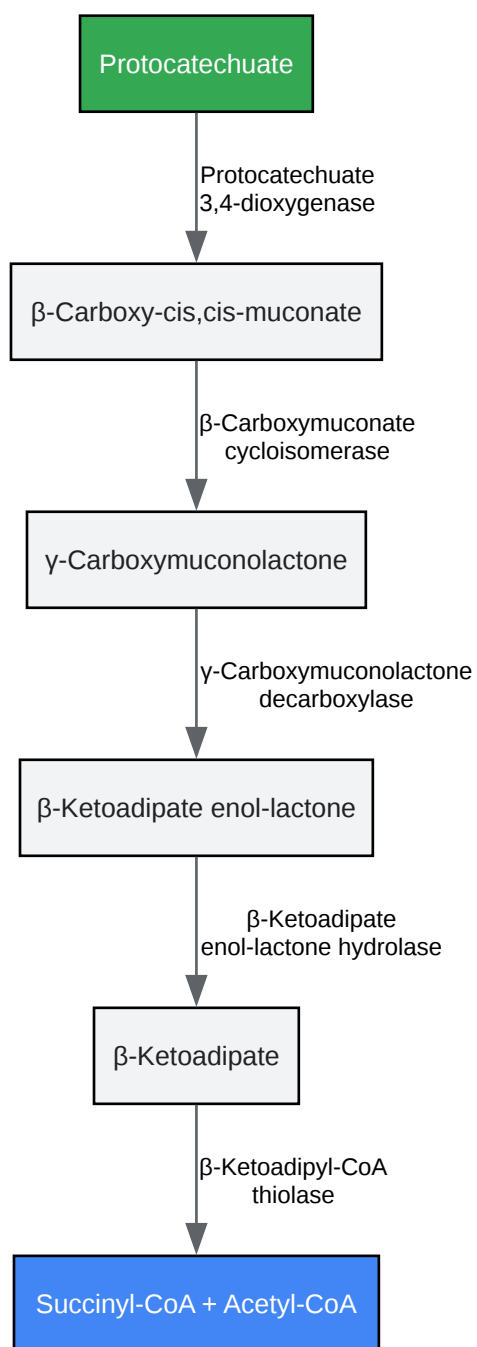 Protocatechuate
Protocatechuate
3,4-dioxygenase
β-Carboxy-cis,cis-muconate
β-Carboxymuconate
cycloisomerase
γ-Carboxymuconolactone
γ-Carboxymuconolactone
decarboxylase
β-Ketoadipate enol-lactone
β-Ketoadipate
enol-lactone hydrolase
β-Ketoadipate
β-Ketoadipyl-CoA
thiolase
Succinyl-CoA + Acetyl-CoA